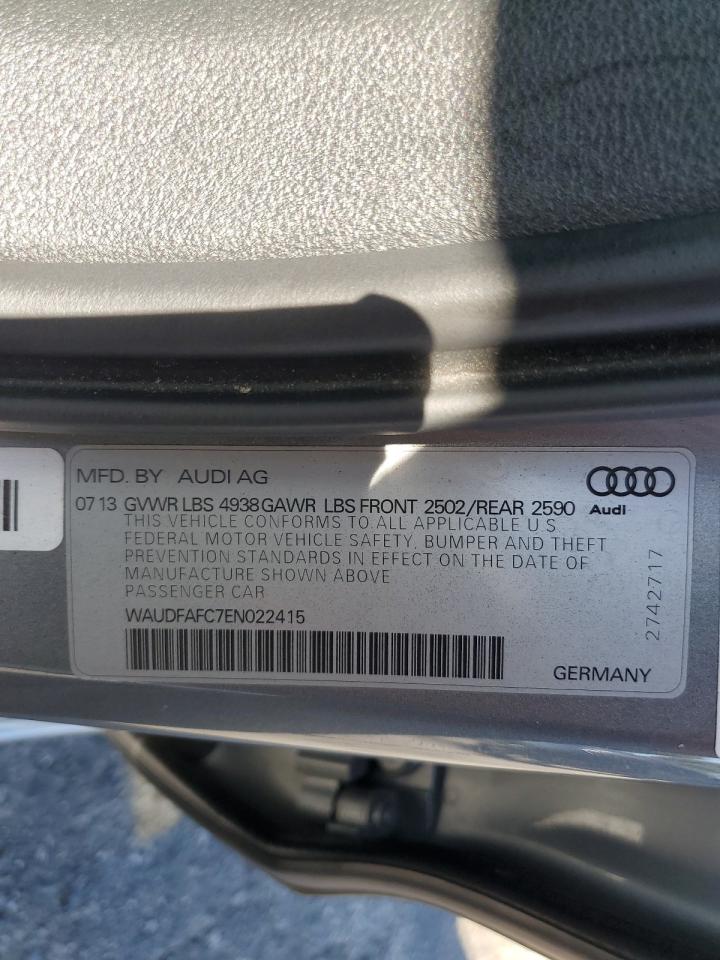 MFD. BY AUDI AG
07 13 GVWR LBS 4938 GAWR LBS FRONT 2502/REAR 2590
Audi
THIS VEHICLE CONFORMS TO ALL APPLICABLE U.S.
FEDERAL MOTOR VEHICLE SAFETY, BUMPER AND THEFT
PREVENTION STANDARDS IN EFFECT ON THE DATE OF
MANUFACTURE SHOWN ABOVE
PASSENGER CAR
WAUDFAFC7EN022415
GERMANY
2742717